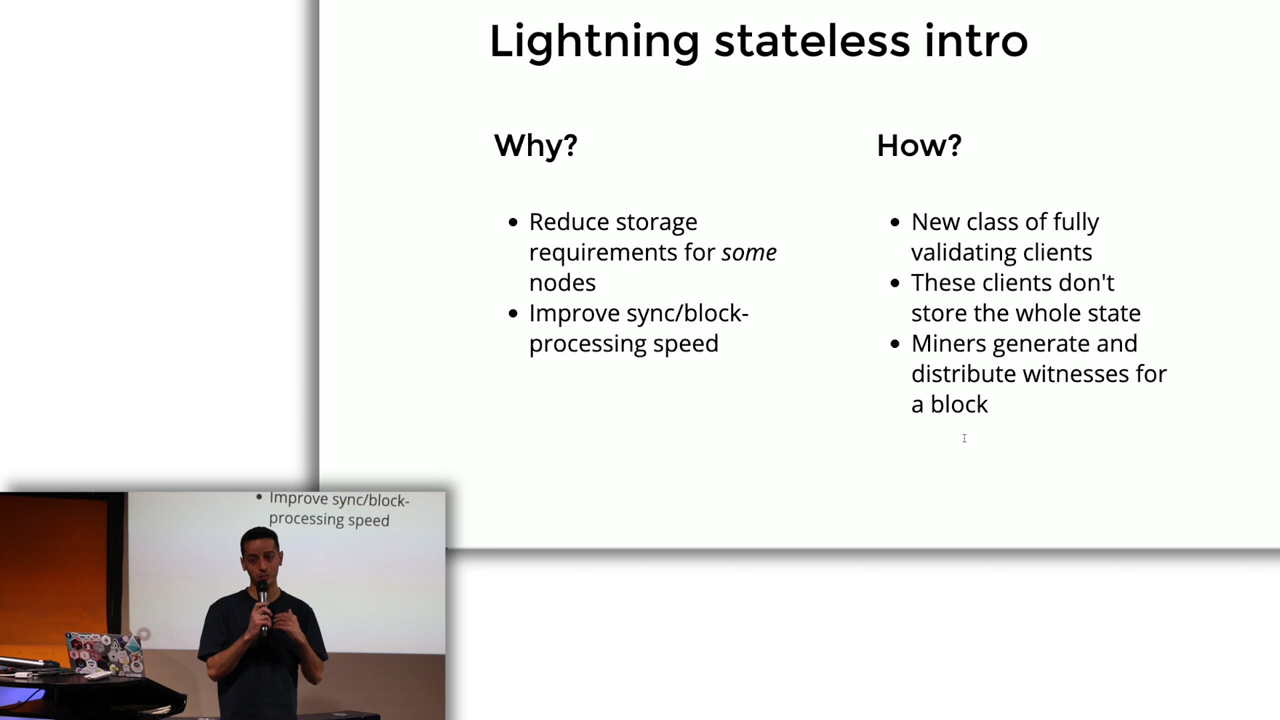 Lightning stateless intro
Why?
• Reduce storage
requirements for some
nodes
• Improve sync/block-
processing speed
How?
• New class of fully
validating clients
• These clients don't
store the whole state
• Miners generate and
distribute witnesses for
a block
• Improve sync/block-
processing speed